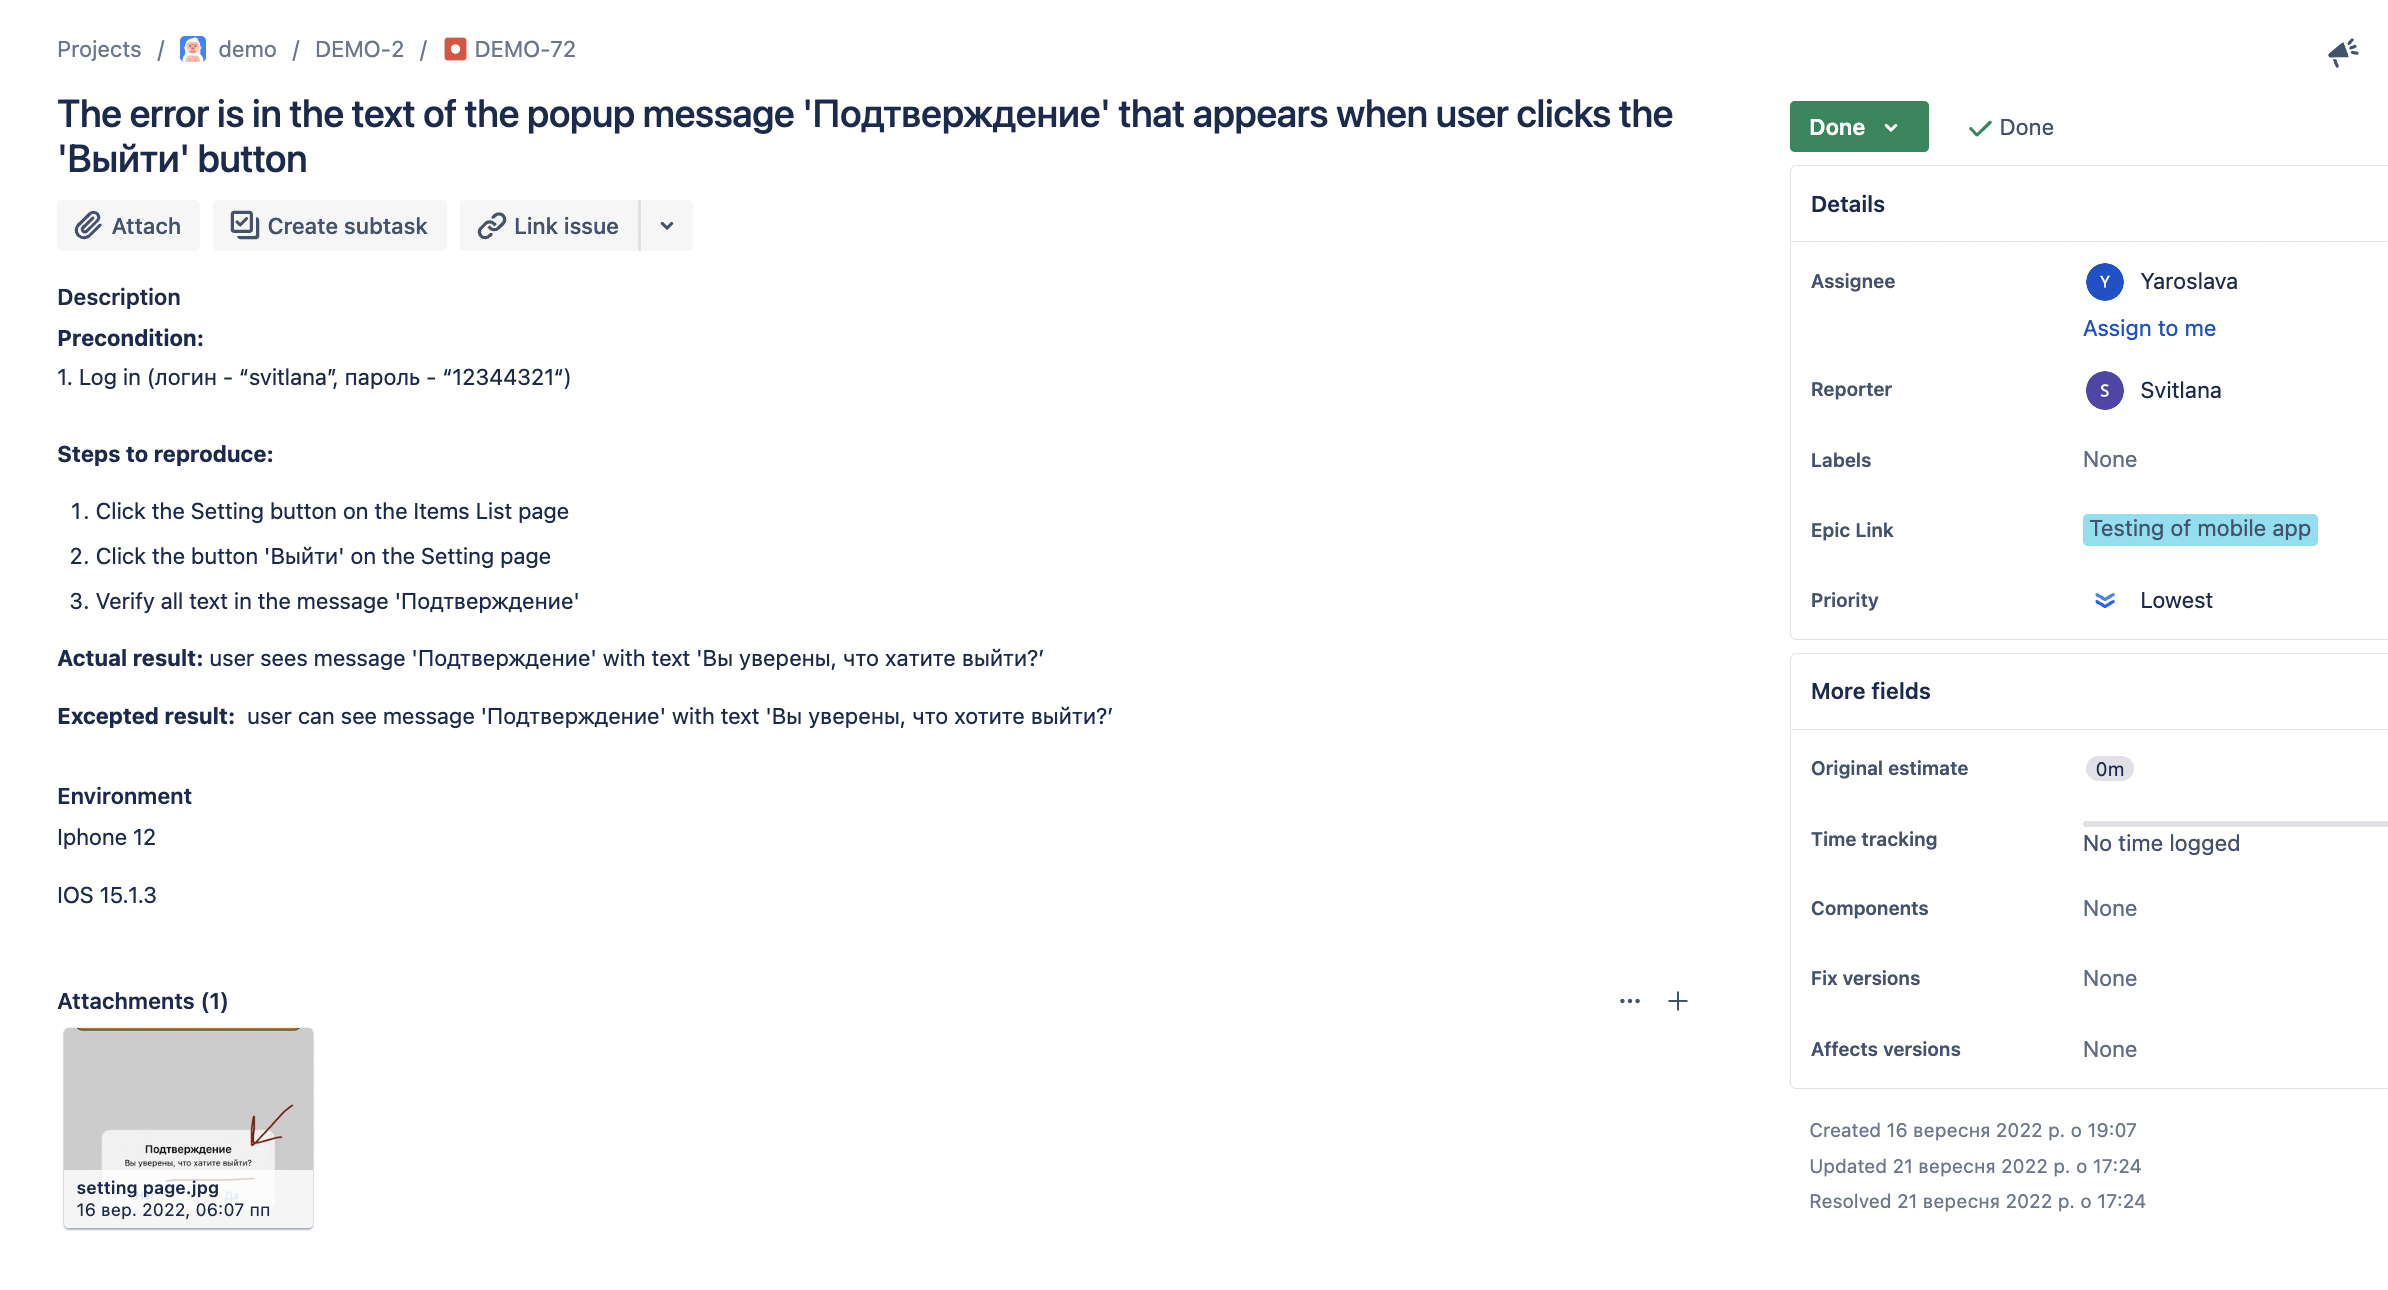 Projects / demo / DEMO-2 / DEMO-72
The error is in the text of the popup message 'Подтверждение' that appears when user clicks the
'Выйти' button
Attach
Create subtask
Link issue
Description
Precondition:
1. Log in (логин - “svitlana”, пароль - “12344321“)
Steps to reproduce:
1. Click the Setting button on the Items List page
2. Click the button 'Выйти' on the Setting page
3. Verify all text in the message 'Подтверждение'
Actual result: user sees message 'Подтверждение' with text 'Вы уверены, что хатите выйти?’
Excepted result: user can see message 'Подтверждение' with text 'Вы уверены, что хотите выйти?’
Environment
Iphone 12
IOS 15.1.3
Attachments (1)
Подтверждение
Вы уверены, что хатите выйти?
Да
setting page.jpg
16 вер. 2022, 06:07 пп
Done
Done
Details
Assignee
Y Yaroslava
Assign to me
Reporter
S Svitlana
Labels
None
Epic Link
Testing of mobile app
Priority
Lowest
More fields
Original estimate
0m
Time tracking
No time logged
Components
None
Fix versions
None
Affects versions
None
Created 16 вересня 2022 р. о 19:07
Updated 21 вересня 2022 р. о 17:24
Resolved 21 вересня 2022 р. о 17:24